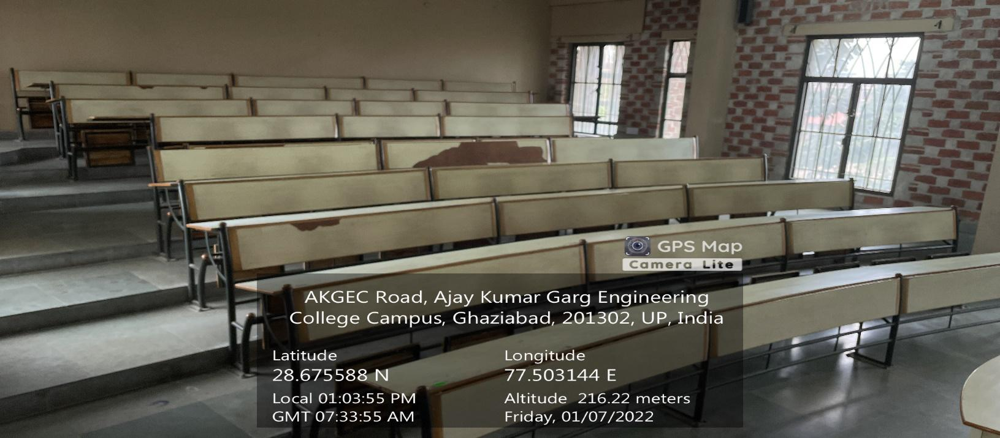 GPS Map
Camera Lite
AKGEC Road, Ajay Kumar Garg Engineering
College Campus, Ghaziabad, 201302, UP, India
Latitude
28.675588 N
Longitude
77.503144 E
Local 01:03:55 PM
GMT 07:33:55 AM
Altitude 216.22 meters
Friday, 01/07/2022